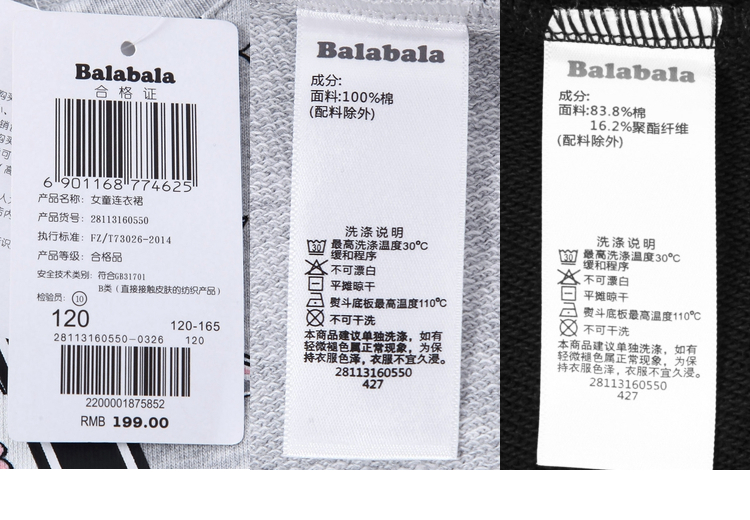 Balabala
合格证
6 901168 774625
产品名称: 女童连衣裙
产品货号: 28113160550
执行标准: FZ/T73026-2014
产品等级: 合格品
安全技术类别: 符合GB31701
B类 (直接接触皮肤的纺织产品)
检验员: 10
120 120-165
28113160550-0326 120
2200001875852
RMB 199.00
Balabala
成分:
面料:100%棉
(配料除外)
洗涤说明
30 最高洗涤温度30℃
缓和程序
不可漂白
平摊晾干
熨斗底板最高温度110℃
不可干洗
本商品建议单独洗涤, 如有
轻微褪色属正常现象, 为保
持衣服色泽, 衣服不宜久浸。
28113160550
427
Balabala
成分:
面料:83.8%棉
16.2%聚酯纤维
(配料除外)
洗涤说明
30 最高洗涤温度30℃
缓和程序
不可漂白
平摊晾干
熨斗底板最高温度110℃
不可干洗
本商品建议单独洗涤, 如有
轻微褪色属正常现象, 为保
持衣服色泽, 衣服不宜久浸。
28113160550
427